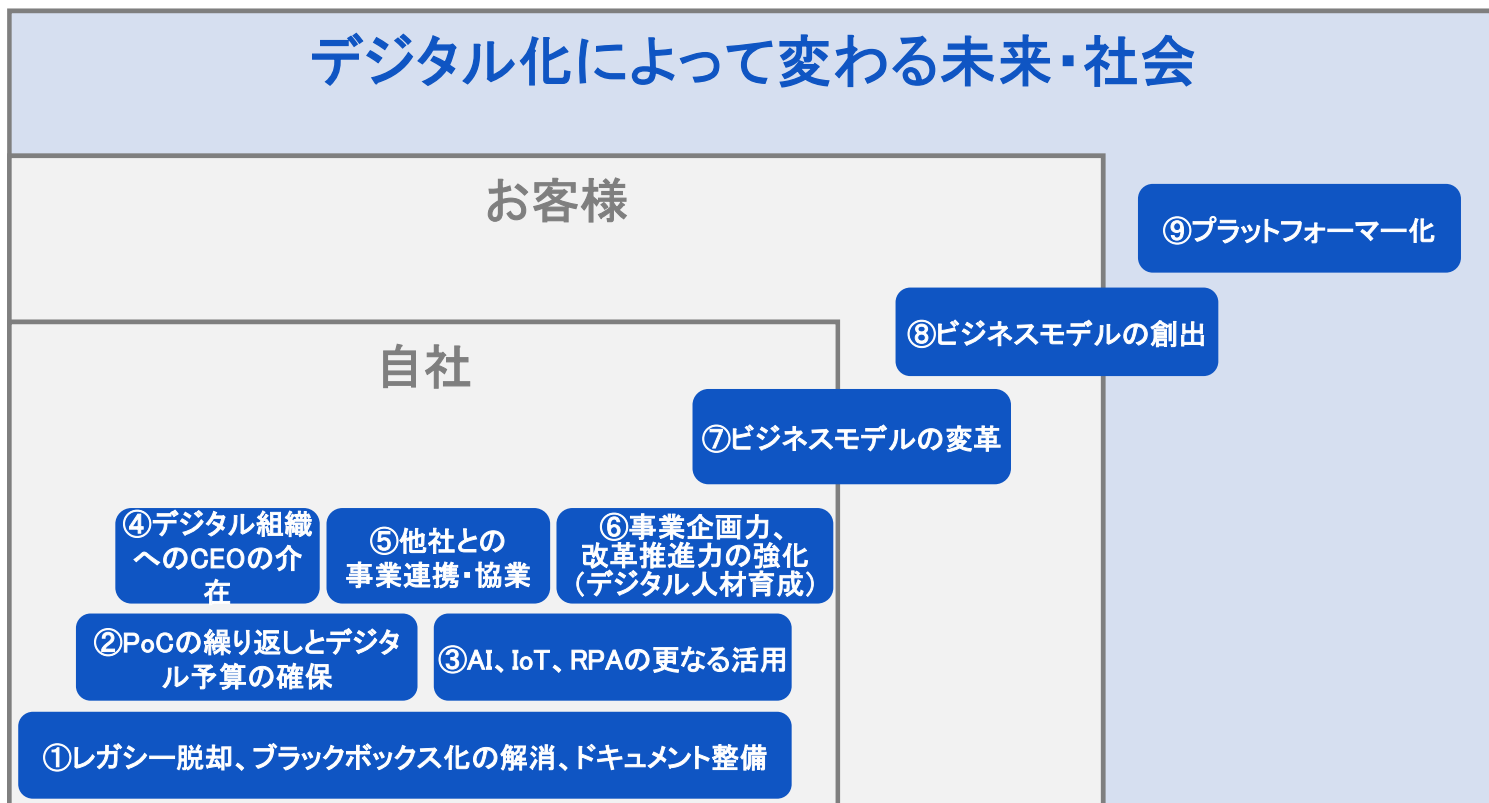 デジタル化によって変わる未来・社会
お客様
⑨プラットフォーマー化
⑧ビジネスモデルの創出
自社
⑦ビジネスモデルの変革
④デジタル組織
へのCEOの介
在
⑤他社との
事業連携・協業
⑥事業企画力、
改革推進力の強化
（デジタル人材育成）
②PoCの繰り返しとデジタ
ル予算の確保
③AI、IoT、RPAの更なる活用
①レガシー脱却、ブラックボックス化の解消、ドキュメント整備